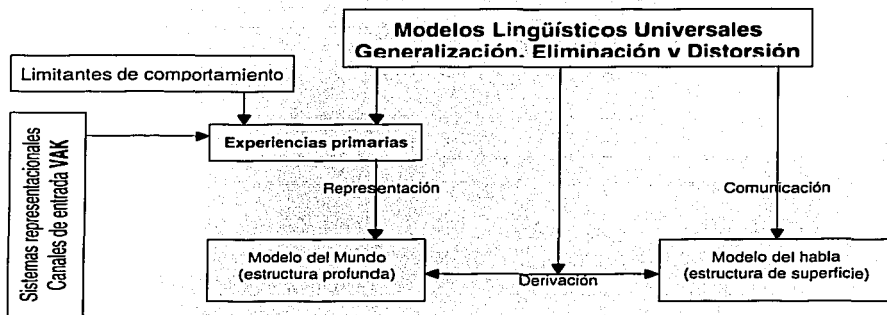 Modelos Lingüísticos Universales
Generalización. Eliminación v Distorsión
Limitantes de comportamiento
Sistemas representacionales
Canales de entrada VAK
Experiencias primarias
Representación
Comunicación
Modelo del Mundo
(estructura profunda)
Derivación
Modelo del habla
(estructura de superficie)